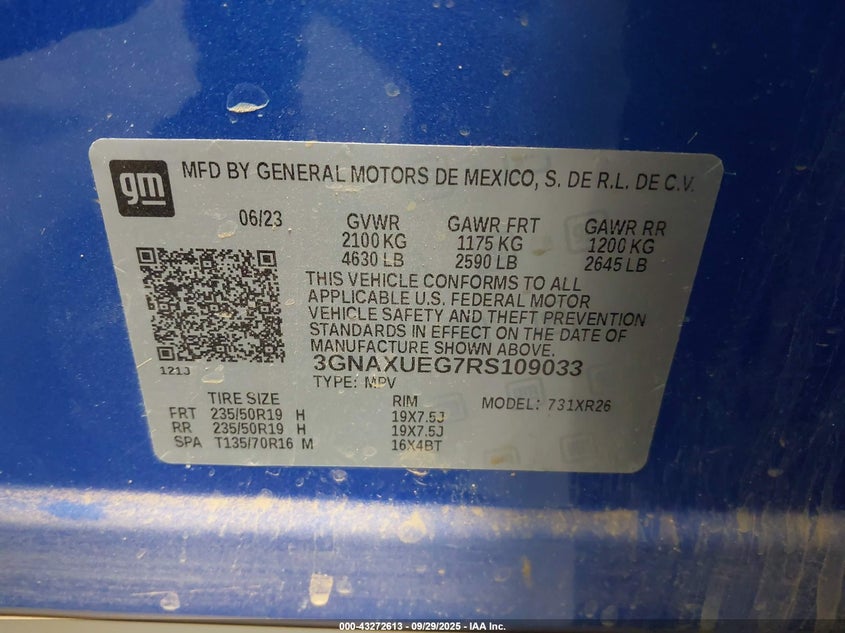 gm
MFD BY GENERAL MOTORS DE MEXICO, S. DE R.L. DE C.V.
06/23 GVWR GAWR FRT GAWR RR
2100 KG 1175 KG 1200 KG
4630 LB 2590 LB 2645 LB
THIS VEHICLE CONFORMS TO ALL
APPLICABLE U.S. FEDERAL MOTOR
VEHICLE SAFETY AND THEFT PREVENTION
STANDARDS IN EFFECT ON THE DATE OF
MANUFACTURE SHOWN ABOVE.
3GNAXUEG7RS109033
121J
TYPE: MPV
TIRE SIZE RIM MODEL: 731XR26
FRT 235/50R19 H 19X7.5J
RR 235/50R19 H 19X7.5J
SPA T135/70R16 M 16X4BT
000-43272613 - 09/29/2025 - IAA Inc.